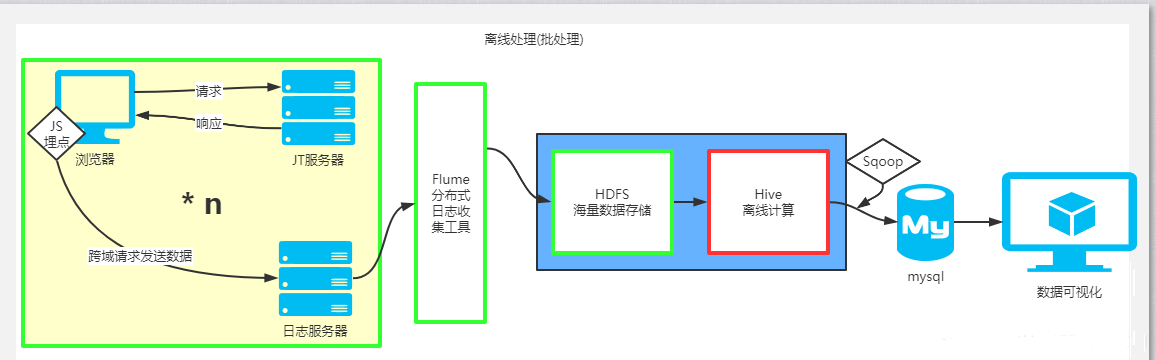 离线处理(批处理)
请求
响应
JS
埋点
浏览器
JT服务器
* n
跨域请求发送数据
日志服务器
Flume
分布式
日志收
集工具
HDFS
海量数据存储
Hive
离线计算
Sqoop
My
mysql
数据可视化